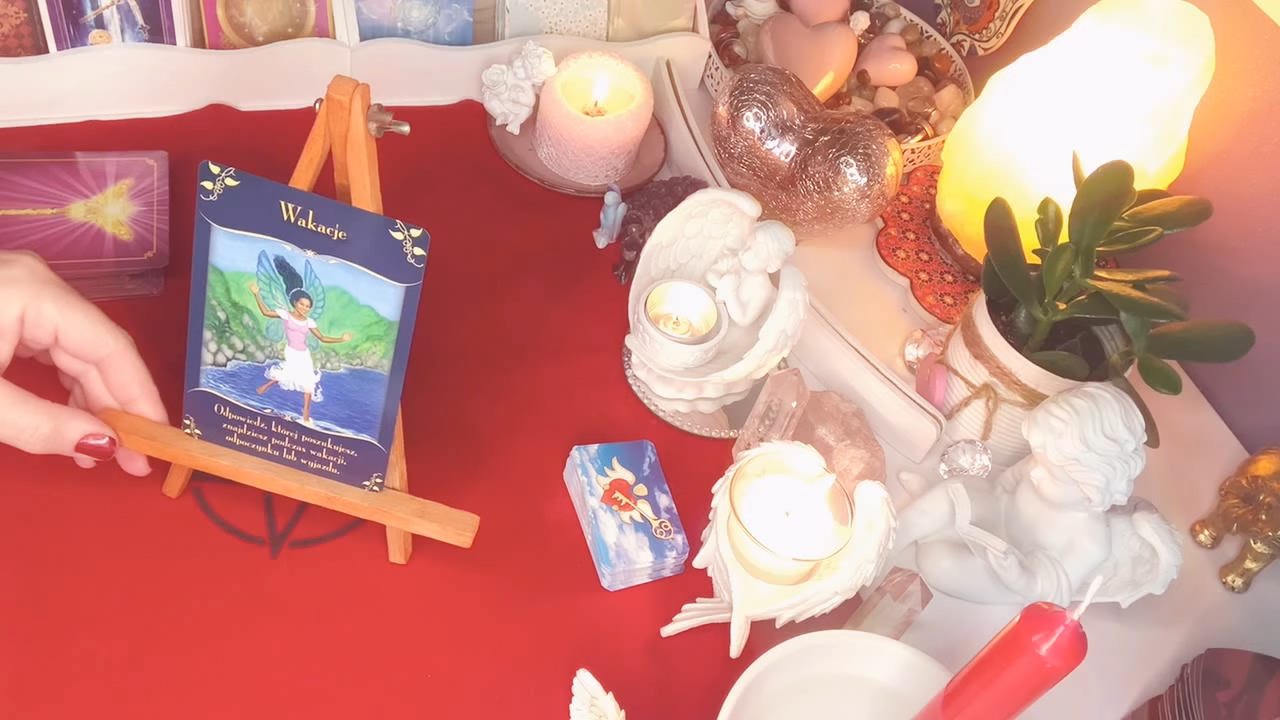 Wakacje
Odpowiedź, której poszukujesz,
znajdziesz podczas wakacji,
odpoczynku lub wyjazdu.